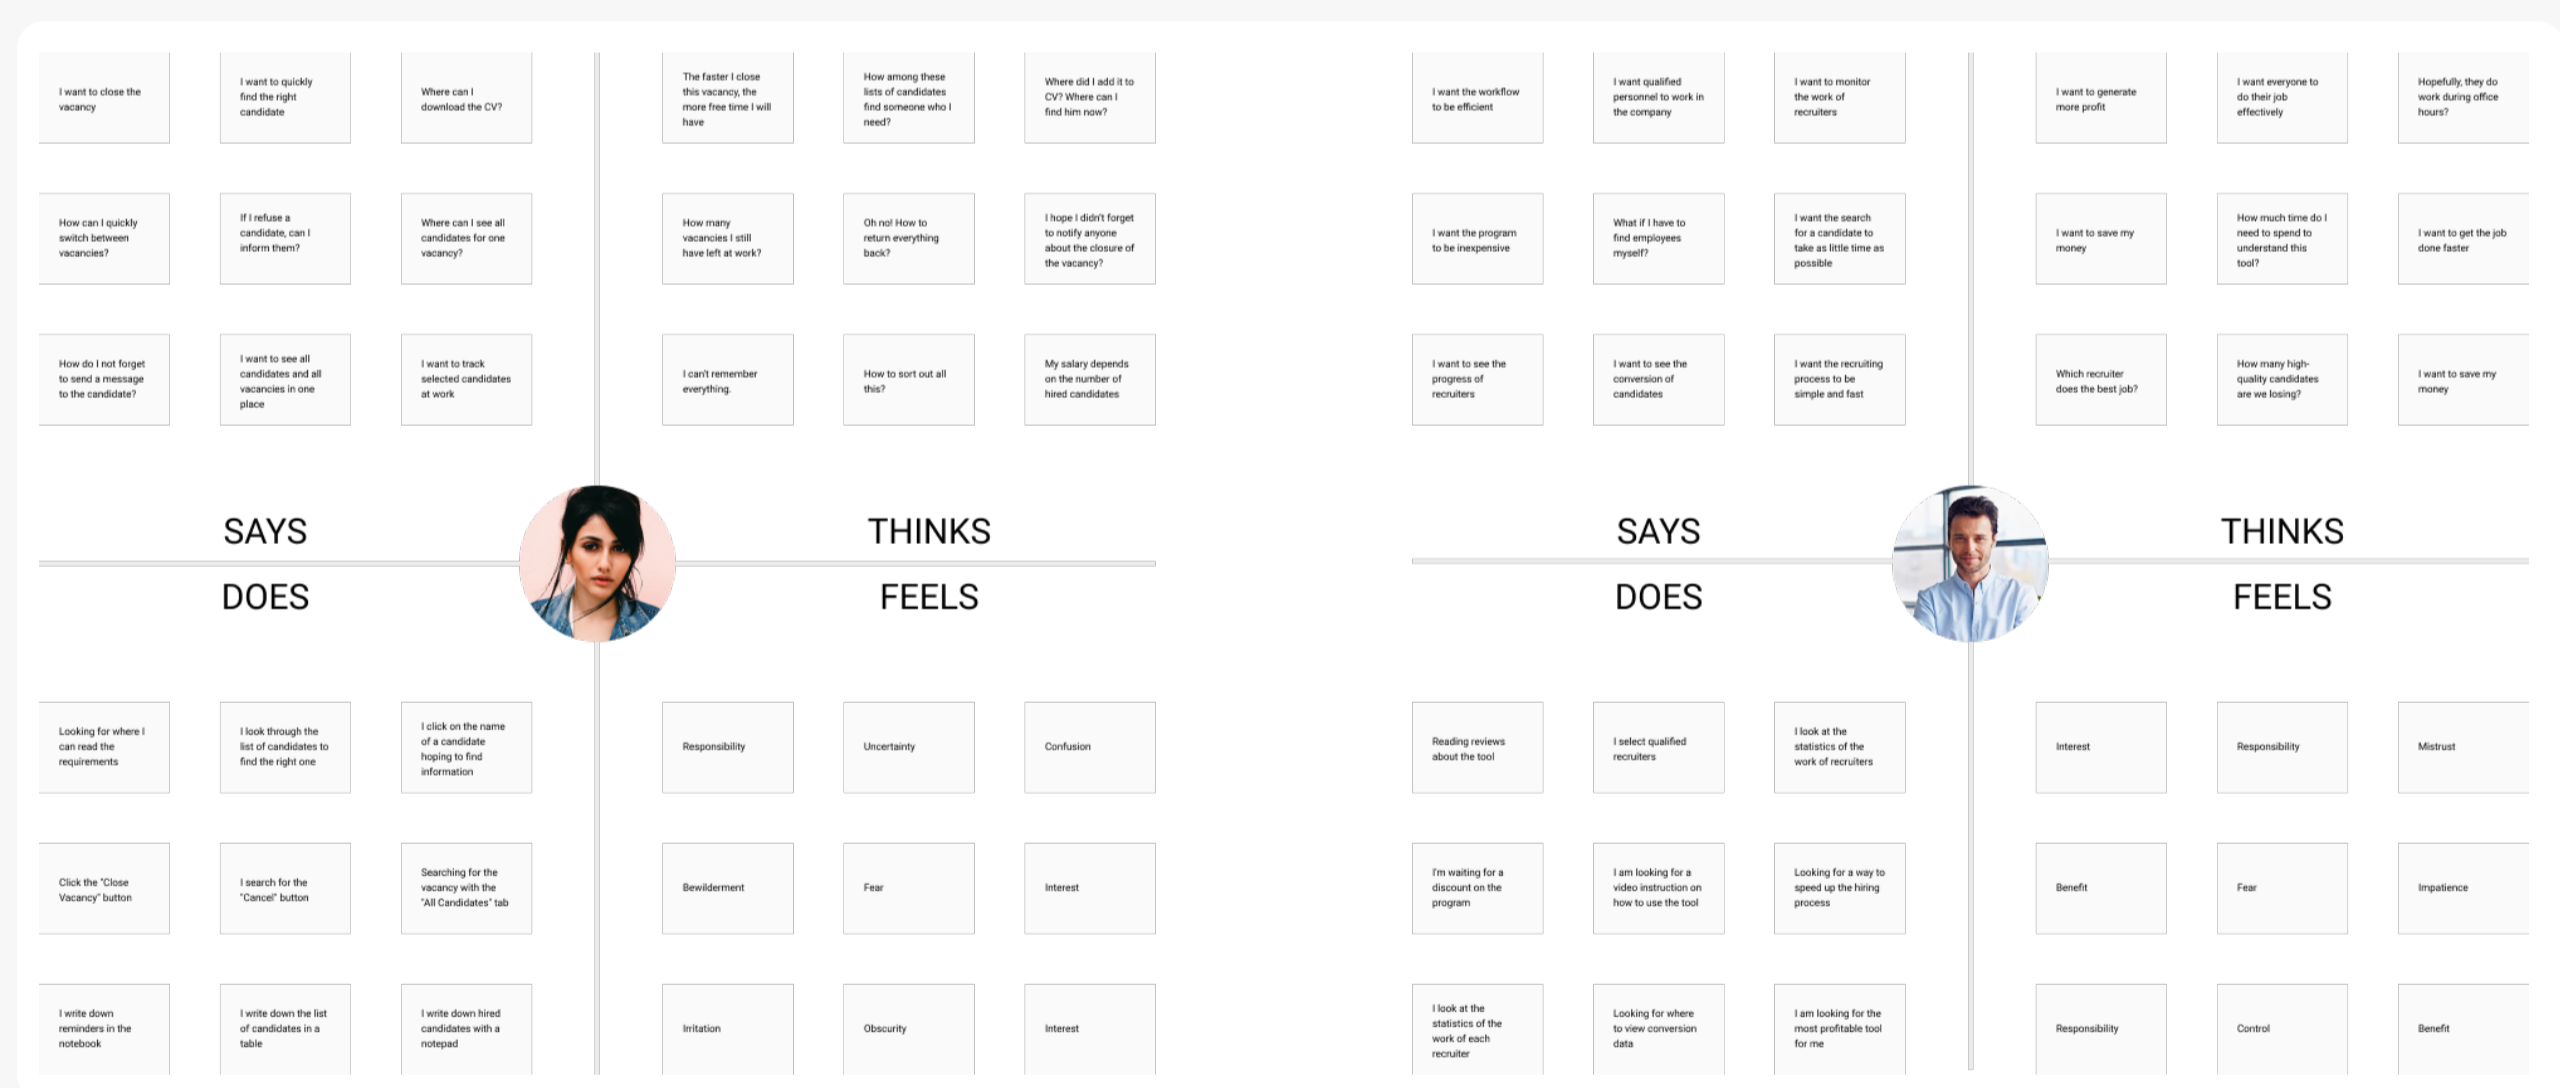 I want to close the
vacancy
I want to quickly
find the right
candidate
Where can I
download the CV?
How can I quickly
switch between
vacancies?
If I refuse a
candidate, can I
inform them?
Where can I see all
candidates for one
vacancy?
How do I not forget
to send a message
to the candidate?
I want to see all
candidates and all
vacancies in one
place
I want to track
selected candidates
at work
SAYS
The faster I close
this vacancy, the
more free time I will
have
How among these
lists of candidates
find someone who I
need?
Where did I add it to
CV? Where can I
find him now?
How many
vacancies I still
have left at work?
Oh no! How to
return everything
back?
I hope I didn't forget
to notify anyone
about the closure of
the vacancy?
I can't remember
everything.
How to sort out all
this?
My salary depends
on the number of
hired candidates
THINKS
DOES
Looking for where I
can read the
requirements
I look through the
list of candidates to
find the right one
I click on the name
of a candidate
hoping to find
information
Click the "Close
Vacancy" button
I search for the
"Cancel" button
Searching for the
vacancy with the
"All Candidates" tab
I write down
reminders in the
notebook
I write down the list
of candidates in a
table
I write down hired
candidates with a
notepad
FEELS
Responsibility
Uncertainty
Confusion
Bewilderment
Fear
Interest
Irritation
Obscurity
Interest
I want the workflow
to be efficient
I want qualified
personnel to work in
the company
I want to monitor
the work of
recruiters
I want the program
to be inexpensive
What if I have to
find employees
myself?
I want the search
for a candidate to
take as little time as
possible
I want to see the
progress of
recruiters
I want to see the
conversion of
candidates
I want the recruiting
process to be
simple and fast
SAYS
I want to generate
more profit
I want everyone to
do their job
effectively
Hopefully, they do
work during office
hours?
I want to save my
money
How much time do I
need to spend to
understand this
tool?
I want to get the job
done faster
Which recruiter
does the best job?
How many high-
quality candidates
are we losing?
I want to save my
money
THINKS
DOES
Reading reviews
about the tool
I select qualified
recruiters
I look at the
statistics of the
work of recruiters
I'm waiting for a
discount on the
program
I am looking for a
video instruction on
how to use the tool
Looking for a way to
speed up the hiring
process
I look at the
statistics of the
work of each
recruiter
Looking for where
to view conversion
data
I am looking for the
most profitable tool
for me
FEELS
Interest
Responsibility
Mistrust
Benefit
Fear
Impatience
Responsibility
Control
Benefit